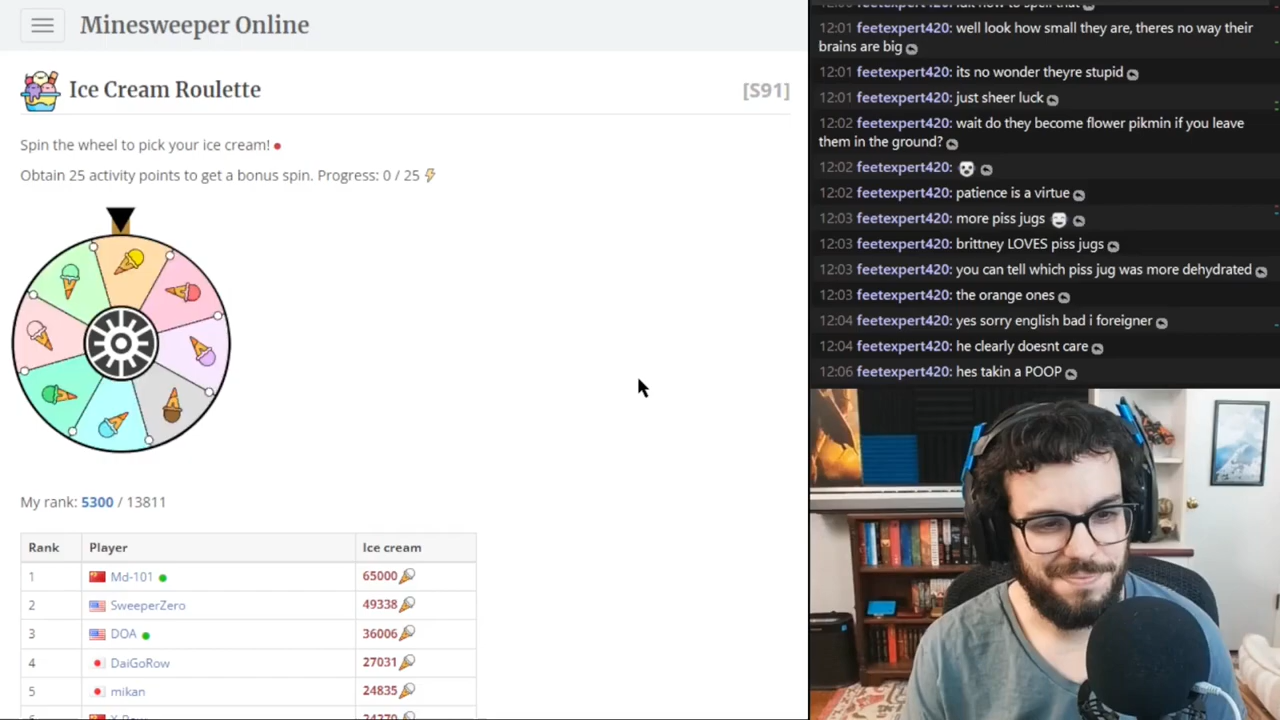 Minesweeper Online
Ice Cream Roulette
[S91]
Spin the wheel to pick your ice cream!
Obtain 25 activity points to get a bonus spin. Progress: 0 / 25
My rank: 5300 / 13811
Rank Player Ice cream
1 Md-101 65000
2 SweeperZero 49338
3 DOA 36006
4 DaiGoRow 27031
5 mikan 24835
12:01 feetexpert420: well look how small they are, theres no way their
brains are big
12:01 feetexpert420: its no wonder theyre stupid
12:01 feetexpert420: just sheer luck
12:02 feetexpert420: wait do they become flower pikmin if you leave
them in the ground?
12:02 feetexpert420:
12:02 feetexpert420: patience is a virtue
12:03 feetexpert420: more piss jugs
12:03 feetexpert420: brittney LOVES piss jugs
12:03 feetexpert420: you can tell which piss jug was more dehydrated
12:03 feetexpert420: the orange ones
12:04 feetexpert420: yes sorry english bad i foreigner
12:04 feetexpert420: he clearly doesnt care
12:06 feetexpert420: hes takin a POOP